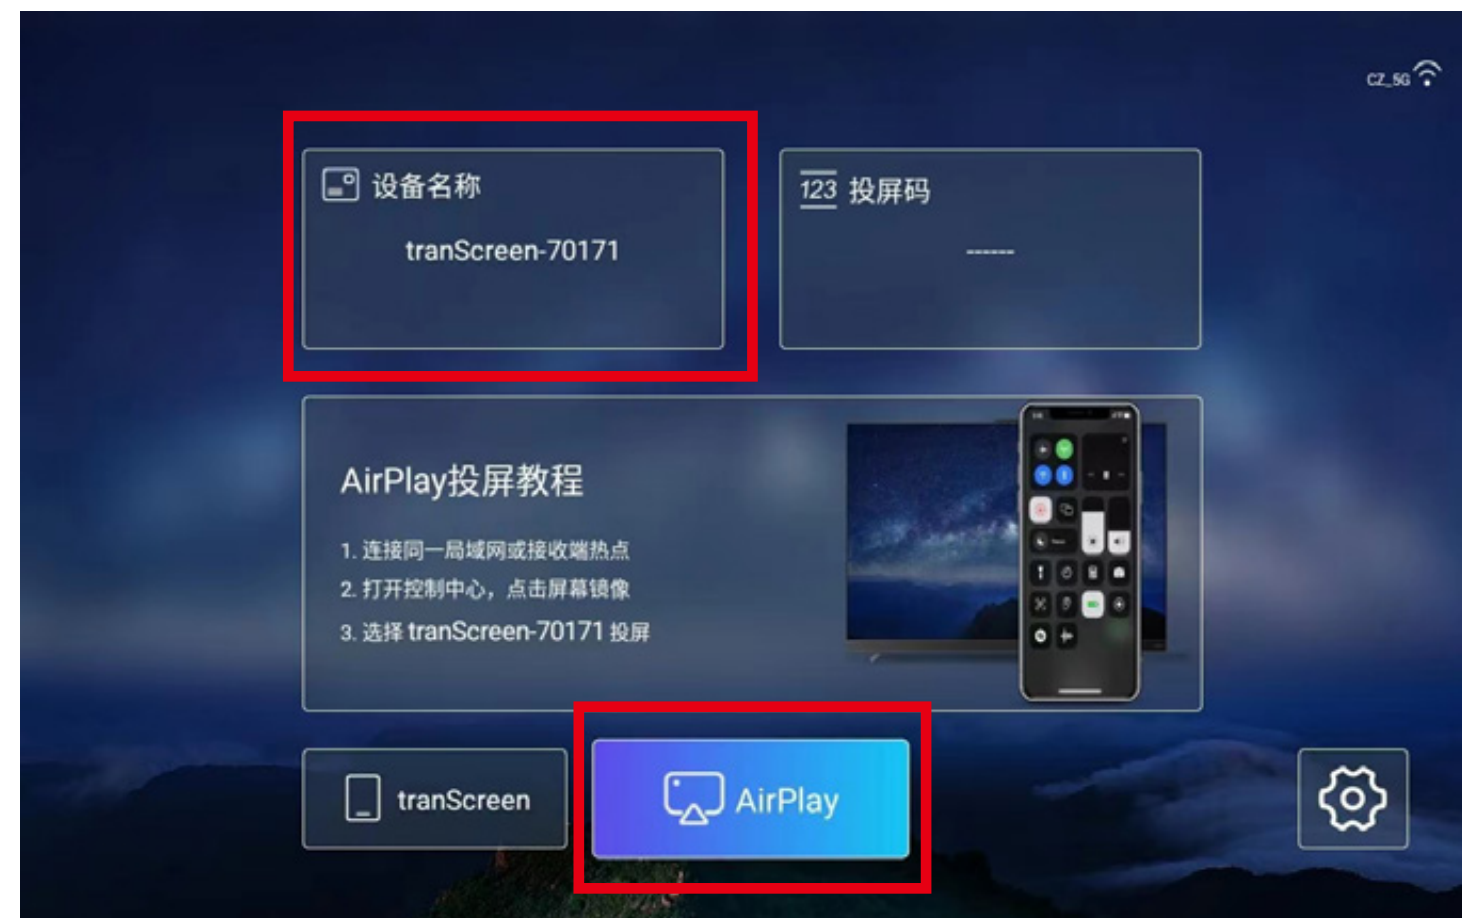 CZ_5G
设备名称
tranScreen-70171
123 投屏码
------
AirPlay投屏教程
1. 连接同一局域网或接收端热点
2. 打开控制中心，点击屏幕镜像
3. 选择 tranScreen-70171 投屏
tranScreen
AirPlay